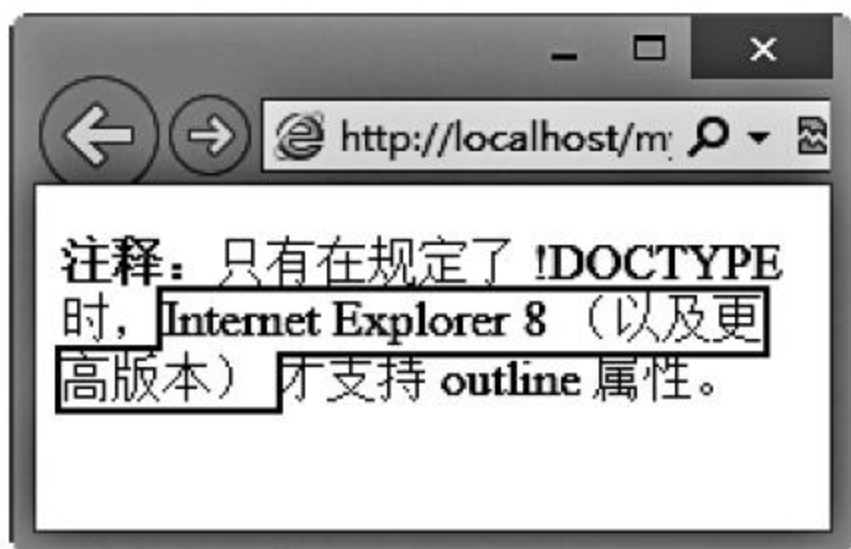 http://localhost/m
注释：只有在规定了 !DOCTYPE
时，Internet Explorer 8 （以及更
高版本） 才支持 outline 属性。